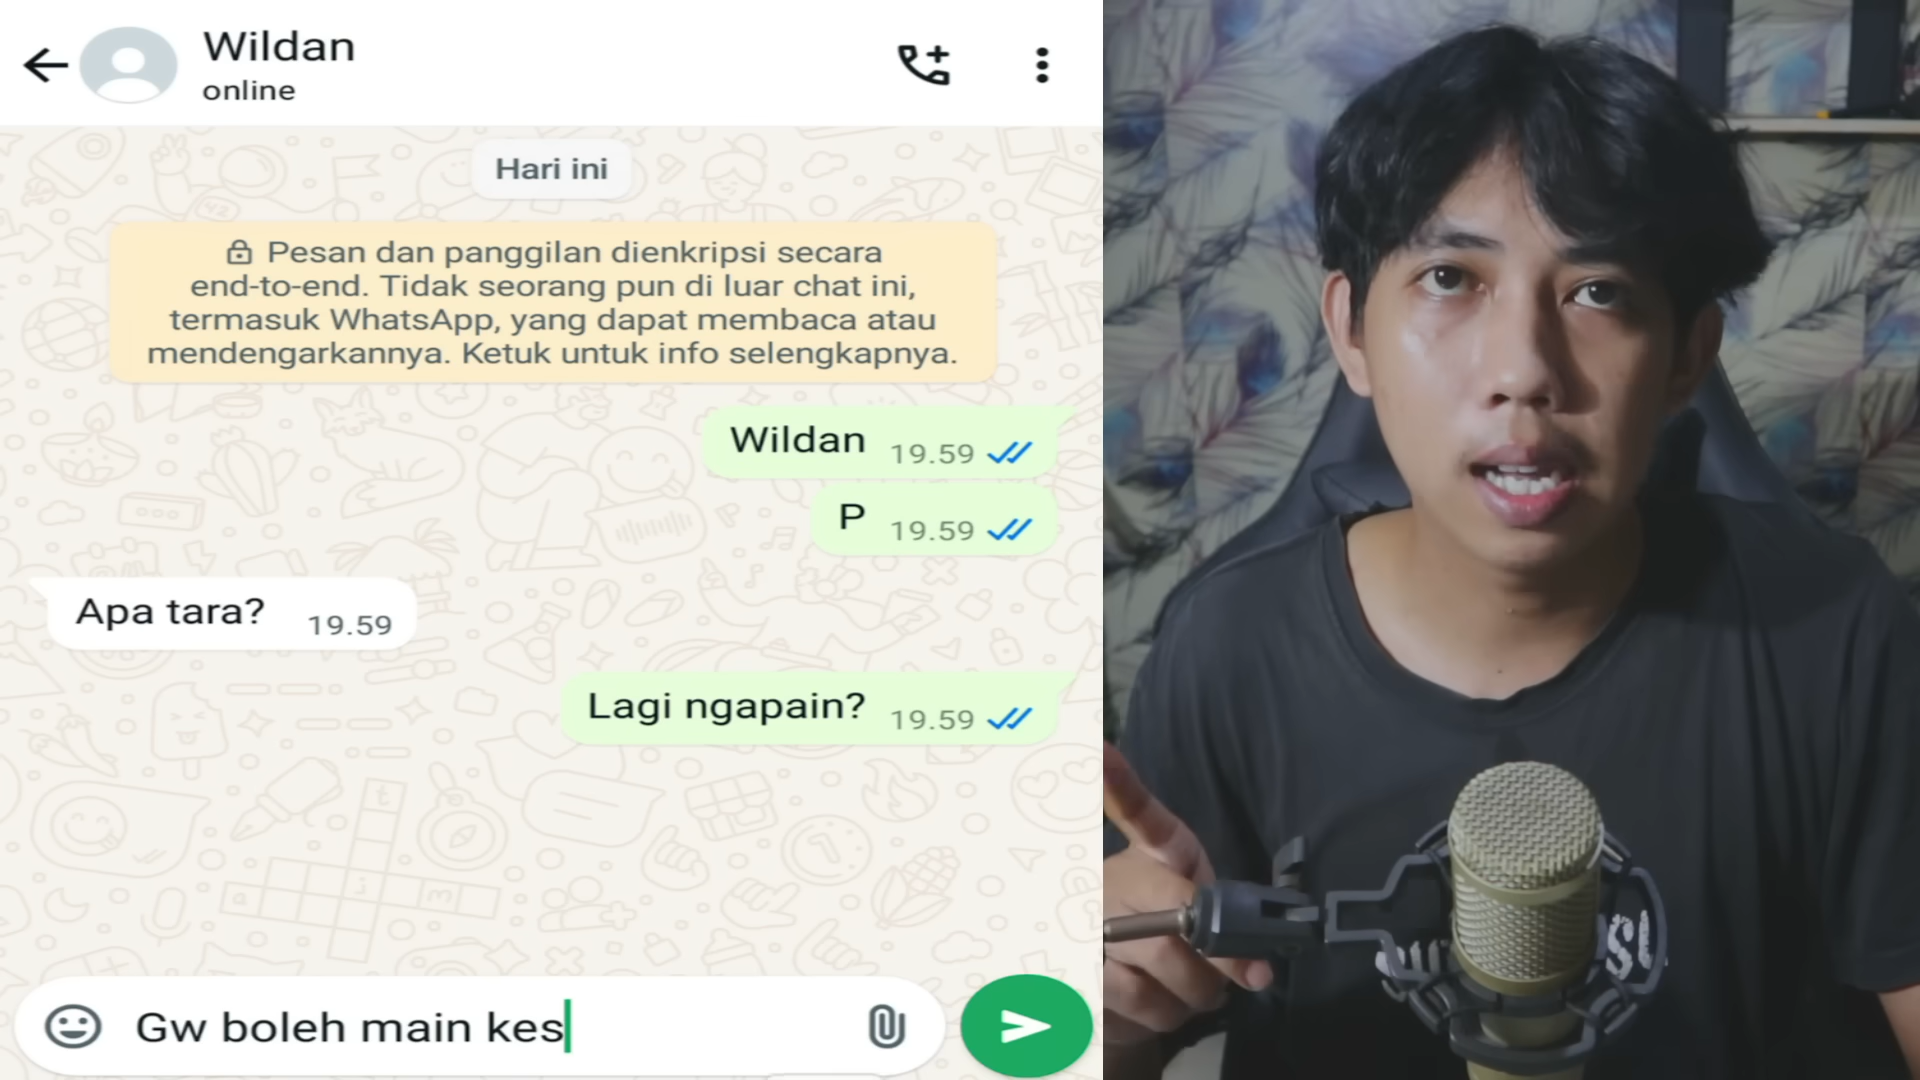 Wildan
online
Hari ini
Pesan dan panggilan dienkripsi secara
end-to-end. Tidak seorang pun di luar chat ini,
termasuk WhatsApp, yang dapat membaca atau
mendengarkannya. Ketuk untuk info selengkapnya.
Wildan 19.59
P 19.59
Apa tara? 19.59
Lagi ngapain? 19.59
Gw boleh main kes